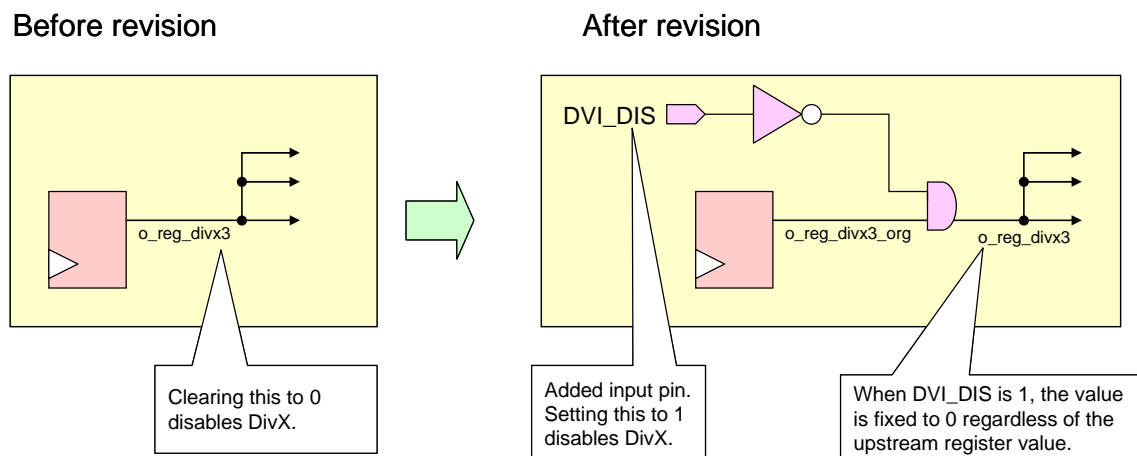 Before revision
After revision
DVI_DIS
o_reg_divx3
o_reg_divx3_org
o_reg_divx3
Clearing this to 0
disables DivX.
Added input pin.
Setting this to 1
disables DivX.
When DVI_DIS is 1, the value
is fixed to 0 regardless of the
upstream register value.